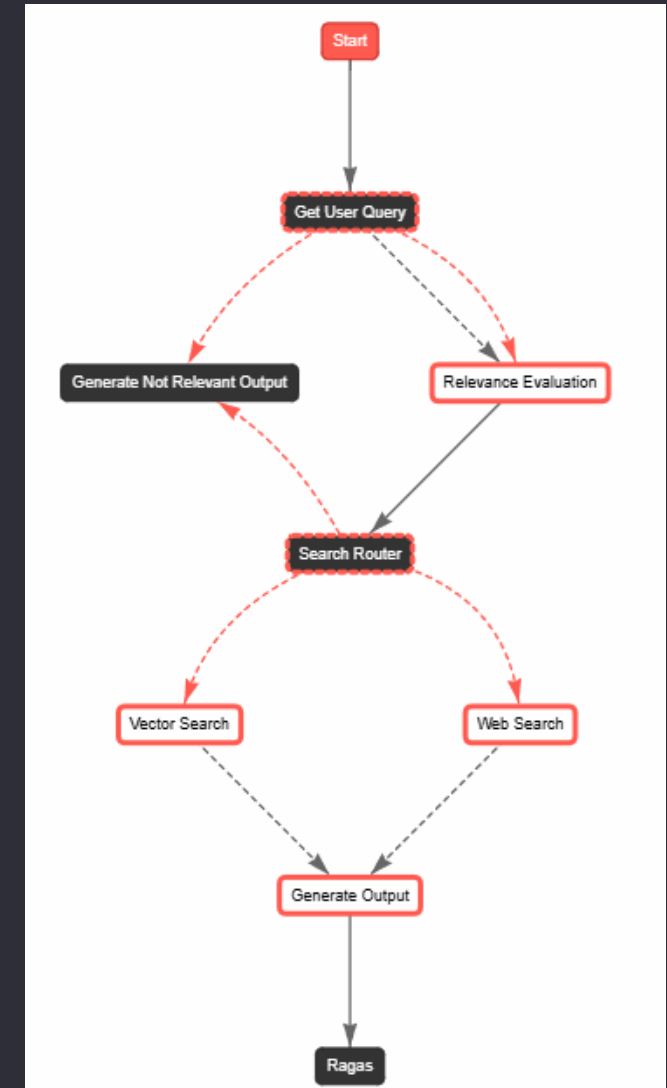 Start
Get User Query
Generate Not Relevant Output
Relevance Evaluation
Search Router
Vector Search
Web Search
Generate Output
Ragas